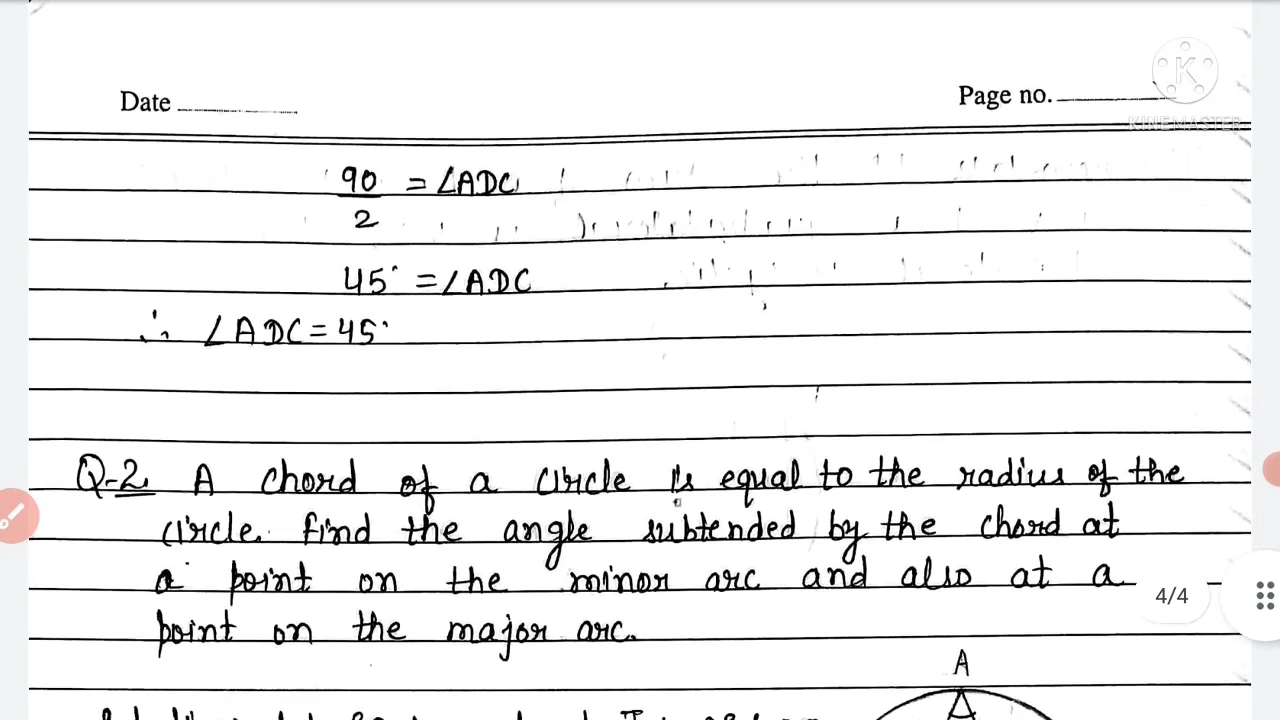 Date
Page no.
KINEMASTER
90 = ∠ADC
2
45° = ∠ADC
∴ ∠ADC = 45°
Q-2 A chord of a circle is equal to the radius of the
circle. find the angle subtended by the chord at
a point on the minor arc and also at a
point on the major arc.
4/4
A